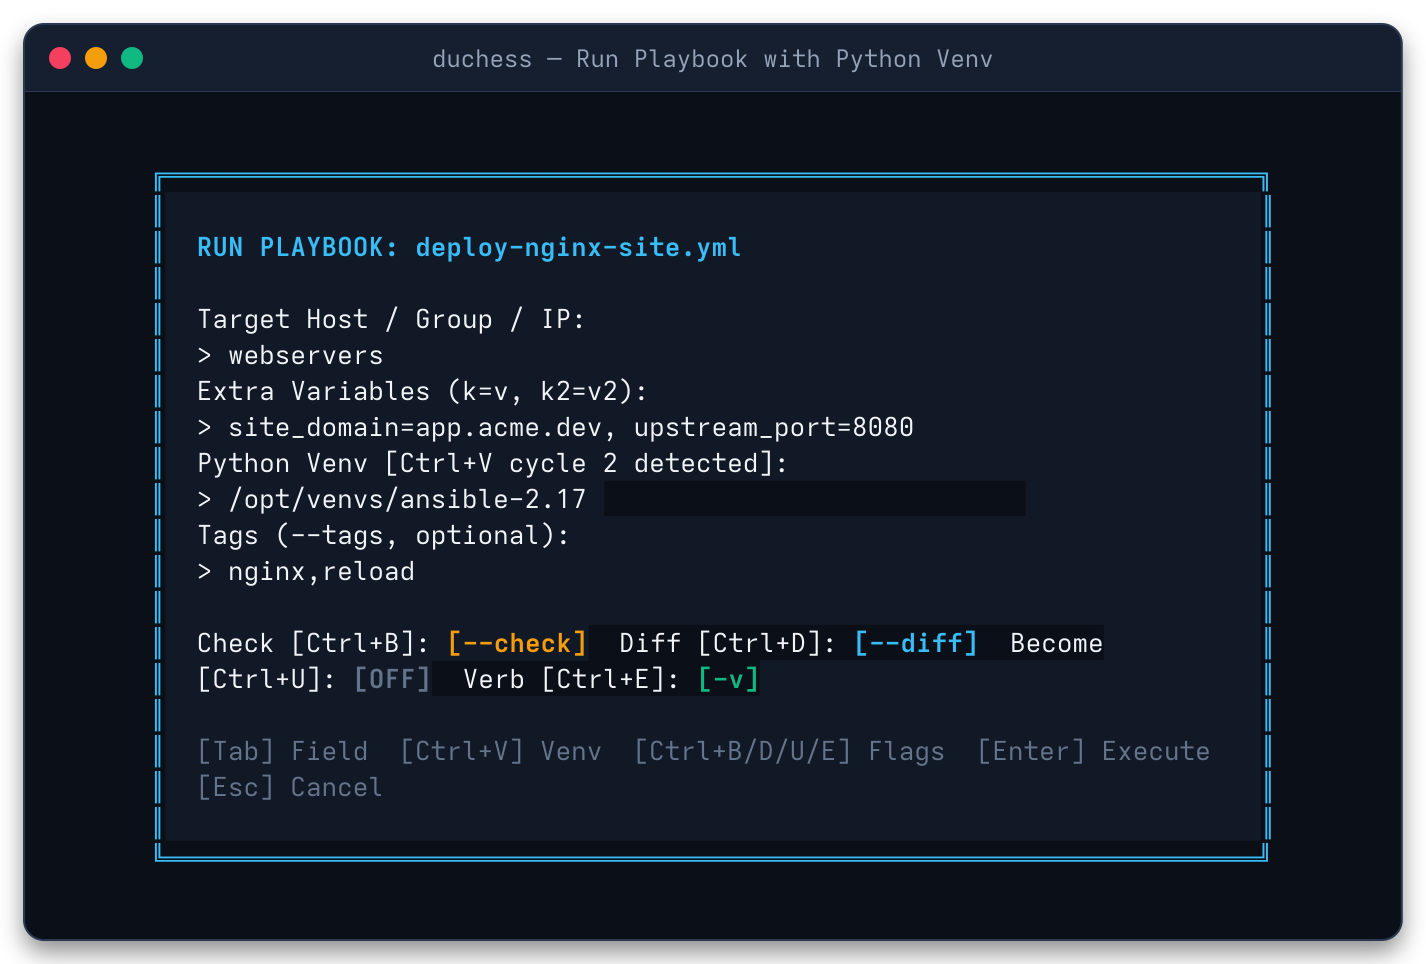 duchess — Run Playbook with Python Venv
RUN PLAYBOOK: deploy-nginx-site.yml
Target Host / Group / IP:
> webservers
Extra Variables (k=v, k2=v2):
> site_domain=app.acme.dev, upstream_port=8080
Python Venv [Ctrl+V cycle 2 detected]:
> /opt/venvs/ansible-2.17
Tags (--tags, optional):
> nginx,reload
Check [Ctrl+B]: [--check]  Diff [Ctrl+D]: [--diff]  Become
[Ctrl+U]: [OFF]  Verb [Ctrl+E]: [-v]
[Tab] Field  [Ctrl+V] Venv  [Ctrl+B/D/U/E] Flags  [Enter] Execute
[Esc] Cancel